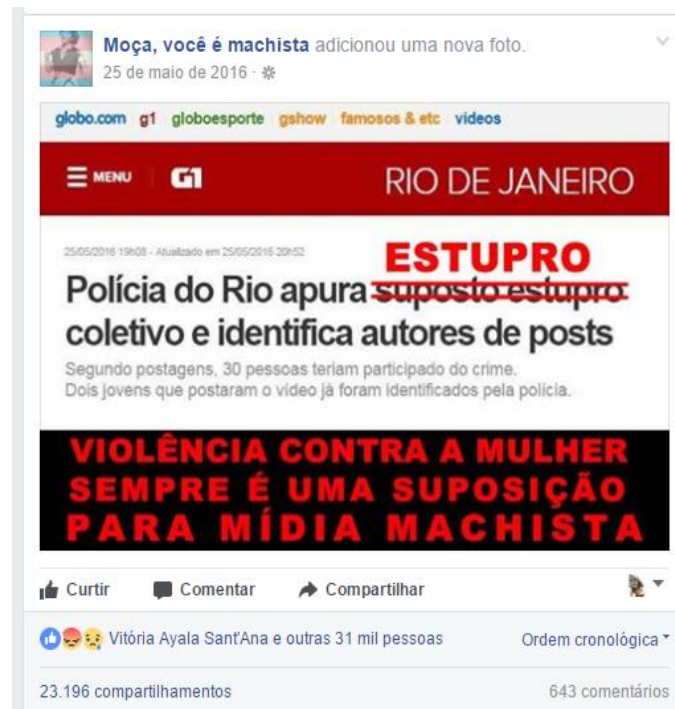 Moça, você é machista adicionou uma nova foto.
25 de maio de 2016 ·
globo.com g1 globoesporte gshow famosos & etc vídeos
MENU G1 RIO DE JANEIRO
25/05/2016 19h08 - Atualizado em 25/05/2016 20h52
ESTUPRO
Polícia do Rio apura suposto estupro
coletivo e identifica autores de posts
Segundo postagens, 30 pessoas teriam participado do crime.
Dois jovens que postaram o vídeo já foram identificados pela polícia.
VIOLÊNCIA CONTRA A MULHER
SEMPRE É UMA SUPOSIÇÃO
PARA MÍDIA MACHISTA
Curtir Comentar Compartilhar
Vitória Ayala Sant'Ana e outras 31 mil pessoas Ordem cronológica
23.196 compartilhamentos 643 comentários